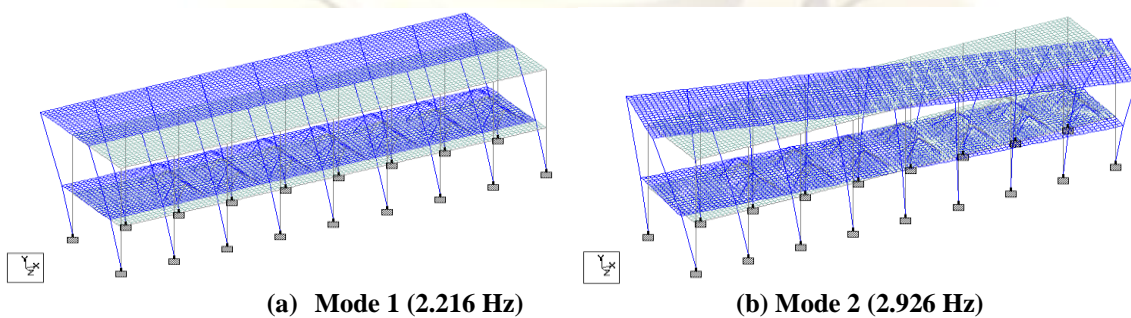 Y X
Z
Y X
Z
(a) Mode 1 (2.216 Hz)
(b) Mode 2 (2.926 Hz)